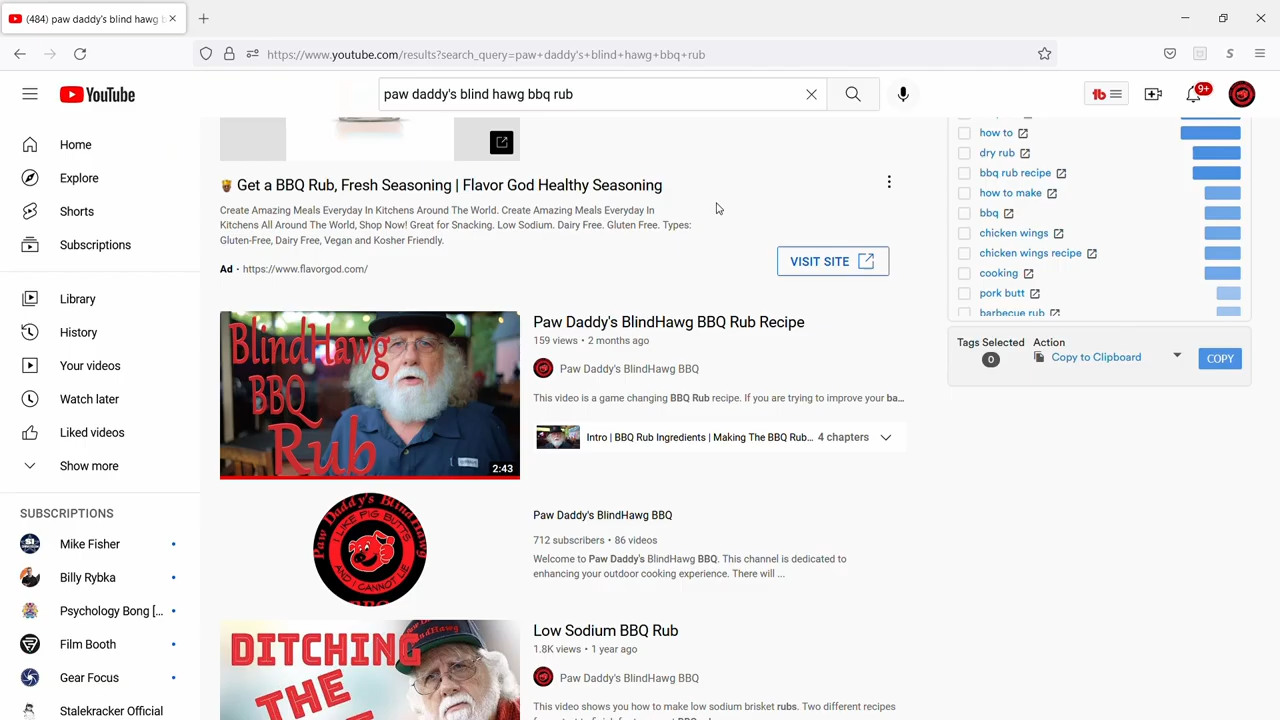 (484) paw daddy's blind hawg b
https://www.youtube.com/results?search_query=paw+daddy's+blind+hawg+bbq+rub
YouTube
paw daddy's blind hawg bbq rub
tb
9+
Home
Explore
Shorts
Subscriptions
Library
History
Your videos
Watch later
Liked videos
Show more
SUBSCRIPTIONS
Mike Fisher
Billy Rybka
Psychology Bong [...
Film Booth
Gear Focus
Stalekracker Official
Get a BBQ Rub, Fresh Seasoning | Flavor God Healthy Seasoning
Create Amazing Meals Everyday In Kitchens Around The World. Create Amazing Meals Everyday In
Kitchens All Around The World, Shop Now! Great for Snacking. Low Sodium. Dairy Free. Gluten Free. Types:
Gluten-Free, Dairy Free, Vegan and Kosher Friendly.
Ad · https://www.flavorgod.com/
VISIT SITE
BlindHawg
BBQ
Rub
2:43
Paw Daddy's BlindHawg BBQ Rub Recipe
159 views • 2 months ago
Paw Daddy's BlindHawg BBQ
This video is a game changing BBQ Rub recipe. If you are trying to improve your ba...
Intro | BBQ Rub Ingredients | Making The BBQ Rub... 4 chapters
Paw Daddy's BlindHawg
I LIKE PIG BUTTS
AND I CANNOT LIE
BBQ
Paw Daddy's BlindHawg BBQ
712 subscribers • 86 videos
Welcome to Paw Daddy's BlindHawg BBQ. This channel is dedicated to
enhancing your outdoor cooking experience. There will ...
DITCHING
THE
Low Sodium BBQ Rub
1.8K views • 1 year ago
Paw Daddy's BlindHawg BBQ
This video shows you how to make low sodium brisket rubs. Two different recipes
how to
dry rub
bbq rub recipe
how to make
bbq
chicken wings
chicken wings recipe
cooking
pork butt
barbecue rub
Tags Selected
0
Action
Copy to Clipboard
COPY